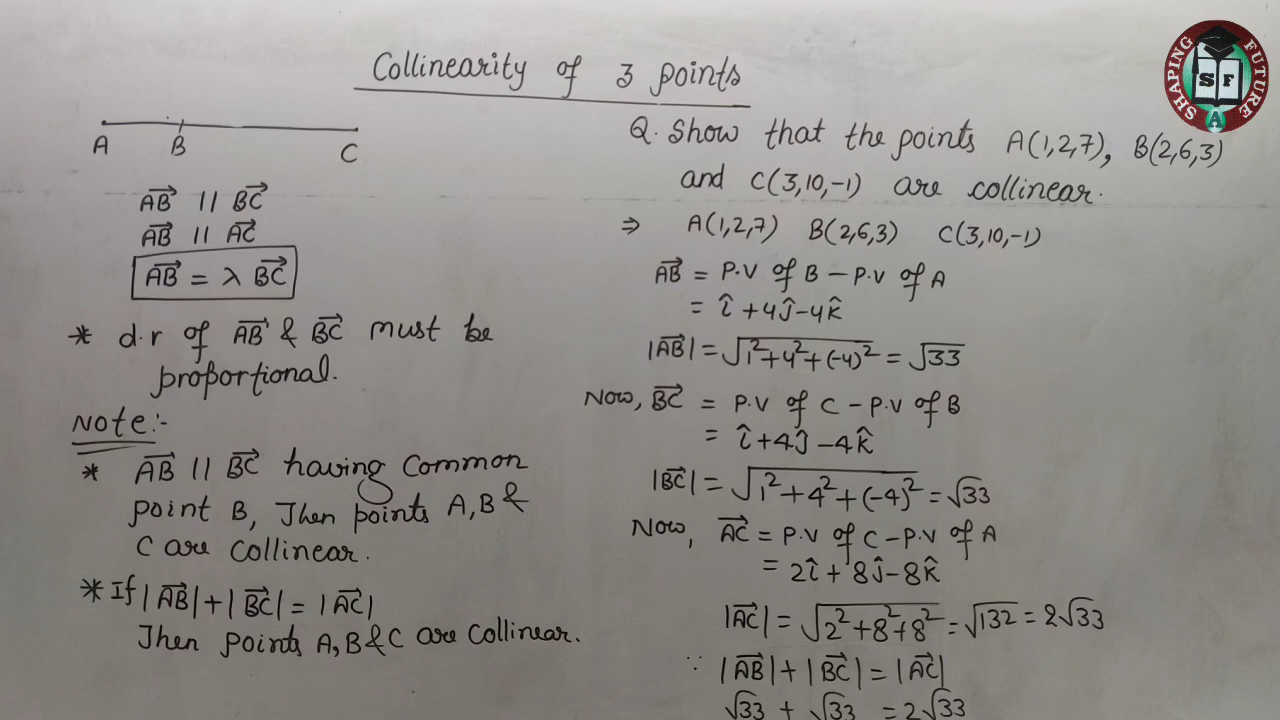 Collinearity of 3 points
SHAPING FUTURE
S F
A
A B C
AB→ || BC→
AB→ || AC→
AB→ = λ BC→
* d.r of AB→ & BC→ must be
proportional.
Note:-
* AB→ || BC→ having common
point B, Then points A, B &
C are collinear.
* If |AB→| + |BC→| = |AC→|
Then points A, B & C are collinear.
Q. Show that the points A(1,2,7), B(2,6,3)
and C(3,10,-1) are collinear.
⇒ A(1,2,7) B(2,6,3) C(3,10,-1)
AB→ = P.V of B - P.V of A
= î + 4ĵ - 4k̂
|AB→| = √1²+4²+(-4)² = √33
Now, BC→ = P.V of C - P.V of B
= î + 4ĵ - 4k̂
|BC→| = √1²+4²+(-4)² = √33
Now, AC→ = P.V of C - P.V of A
= 2î + 8ĵ - 8k̂
|AC→| = √2²+8²+8² = √132 = 2√33
∵ |AB→| + |BC→| = |AC→|
√33 + √33 = 2√33